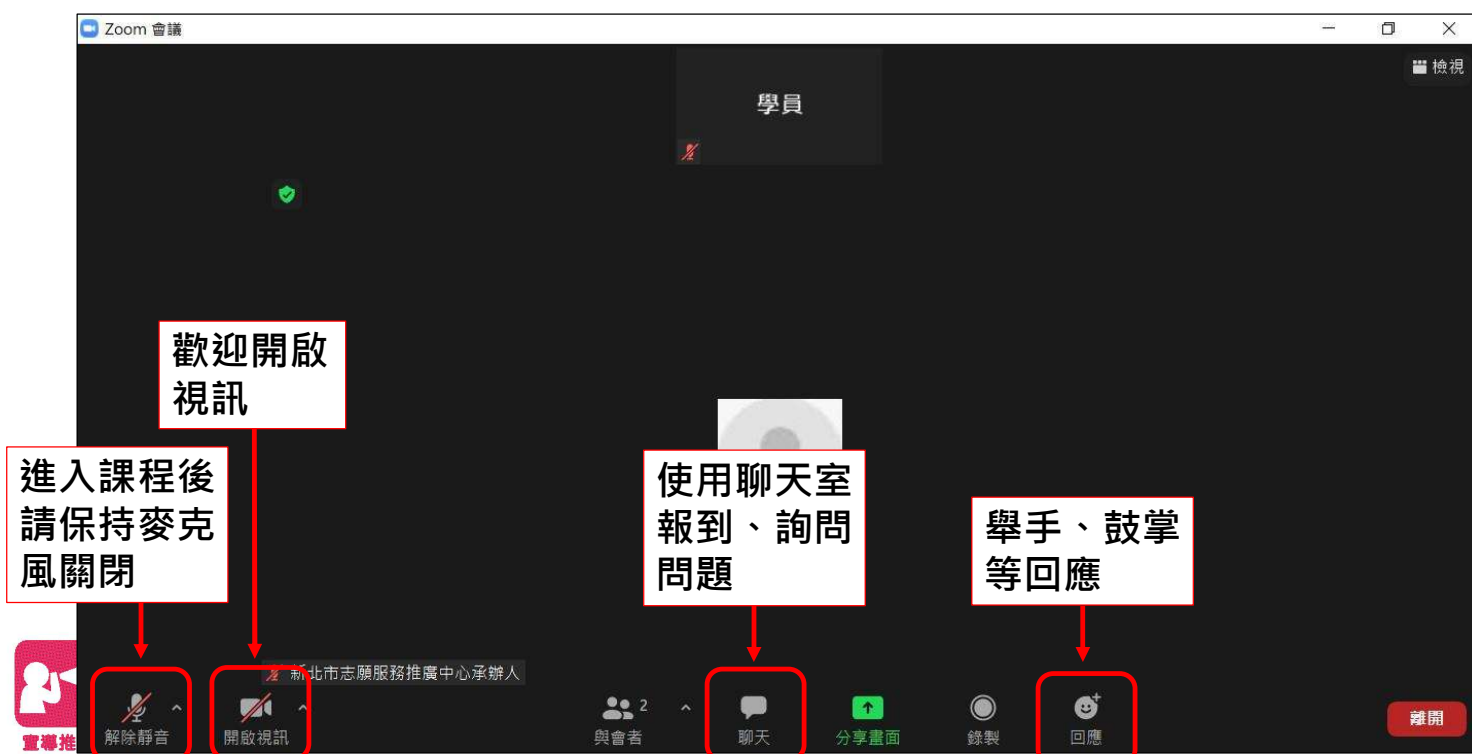 Zoom 會議
檢視
學員
歡迎開啟
視訊
進入課程後
請保持麥克
風關閉
使用聊天室
報到、詢問
問題
舉手、鼓掌
等回應
新北市志願服務推廣中心承辦人
2
解除靜音
開啟視訊
與會者
聊天
分享畫面
錄製
回應
離開
宣導推